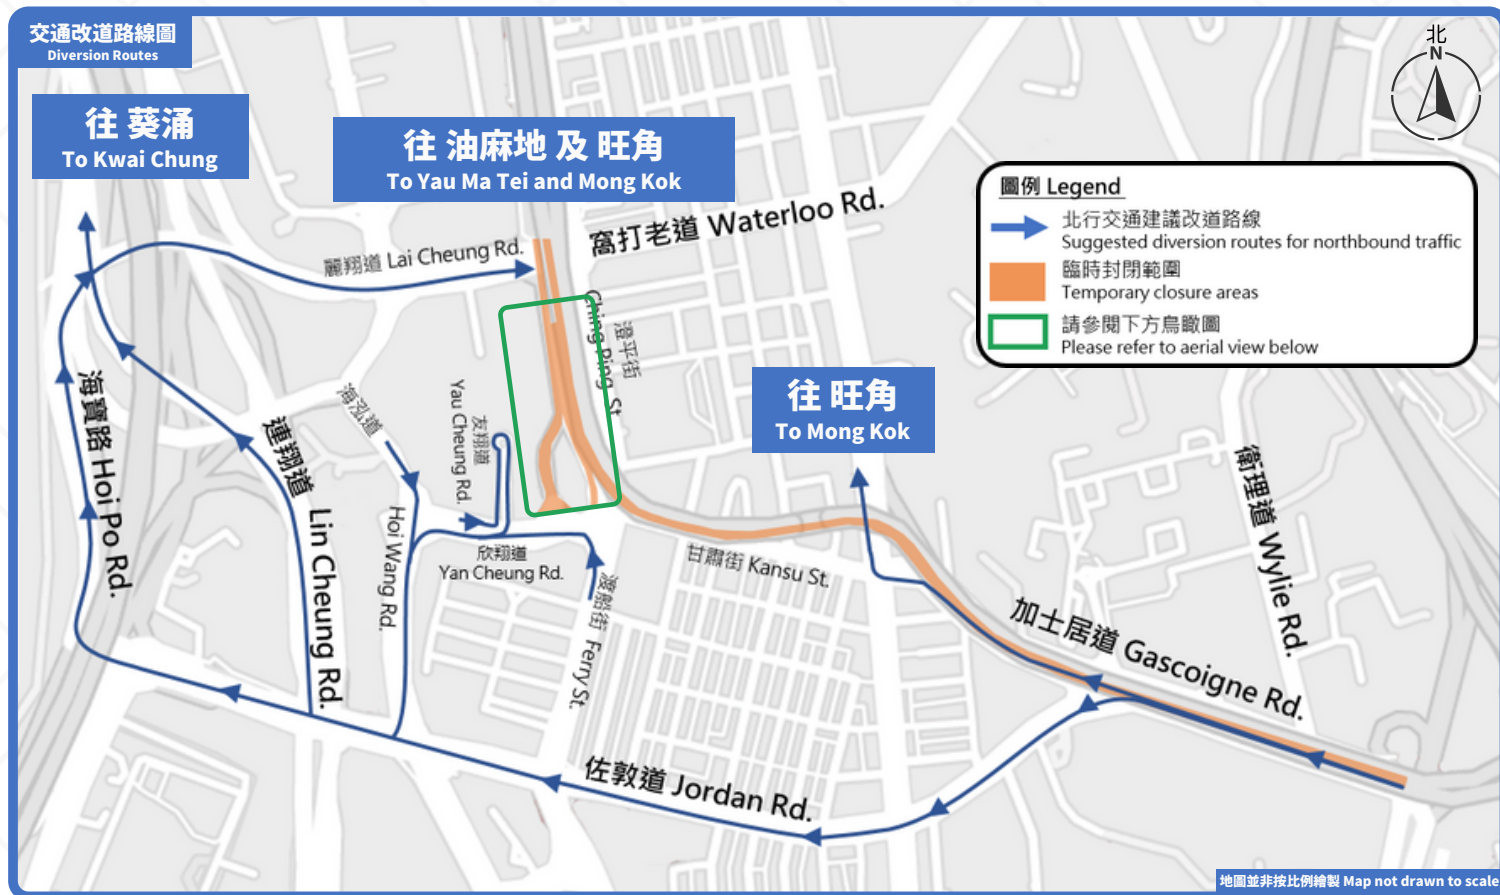 交通改道路線圖
Diversion Routes
北
N
往 葵涌
To Kwai Chung
往 油麻地 及 旺角
To Yau Ma Tei and Mong Kok
圖例 Legend
北行交通建議改道路線
Suggested diversion routes for northbound traffic
臨時封閉範圍
Temporary closure areas
請參閱下方鳥瞰圖
Please refer to aerial view below
窩打老道 Waterloo Rd.
麗翔道 Lai Cheung Rd.
澄平街
Ching Ping St.
往 旺角
To Mong Kok
海寶路 Hoi Po Rd.
連翔道 Lin Cheung Rd.
海泓道
Hoi Wang Rd.
友翔道
Yau Cheung Rd.
欣翔道
Yan Cheung Rd.
甘肅街 Kansu St.
渡船街 Ferry St.
衛理道 Wylie Rd.
加士居道 Gascoigne Rd.
佐敦道 Jordan Rd.
地圖並非按比例繪製 Map not drawn to scale